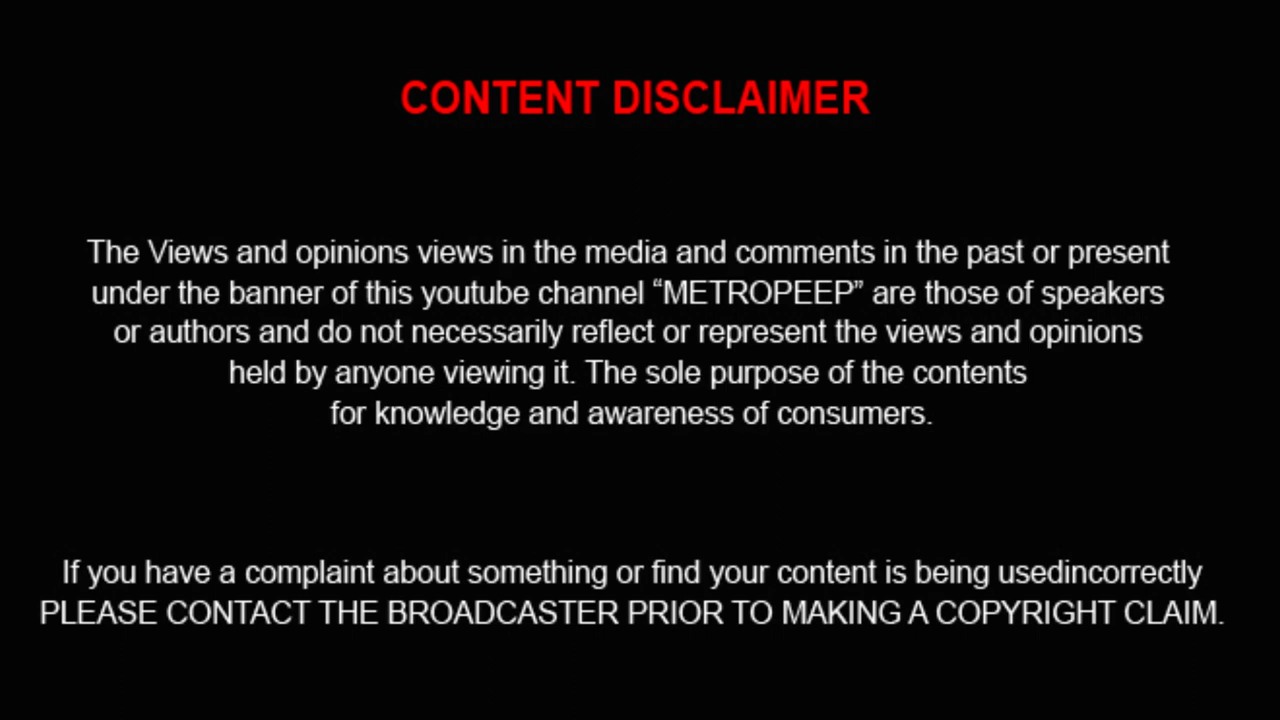 CONTENT DISCLAIMER
The Views and opinions views in the media and comments in the past or present
under the banner of this youtube channel “METROPEEP” are those of speakers
or authors and do not necessarily reflect or represent the views and opinions
held by anyone viewing it. The sole purpose of the contents
for knowledge and awareness of consumers.
If you have a complaint about something or find your content is being usedincorrectly
PLEASE CONTACT THE BROADCASTER PRIOR TO MAKING A COPYRIGHT CLAIM.